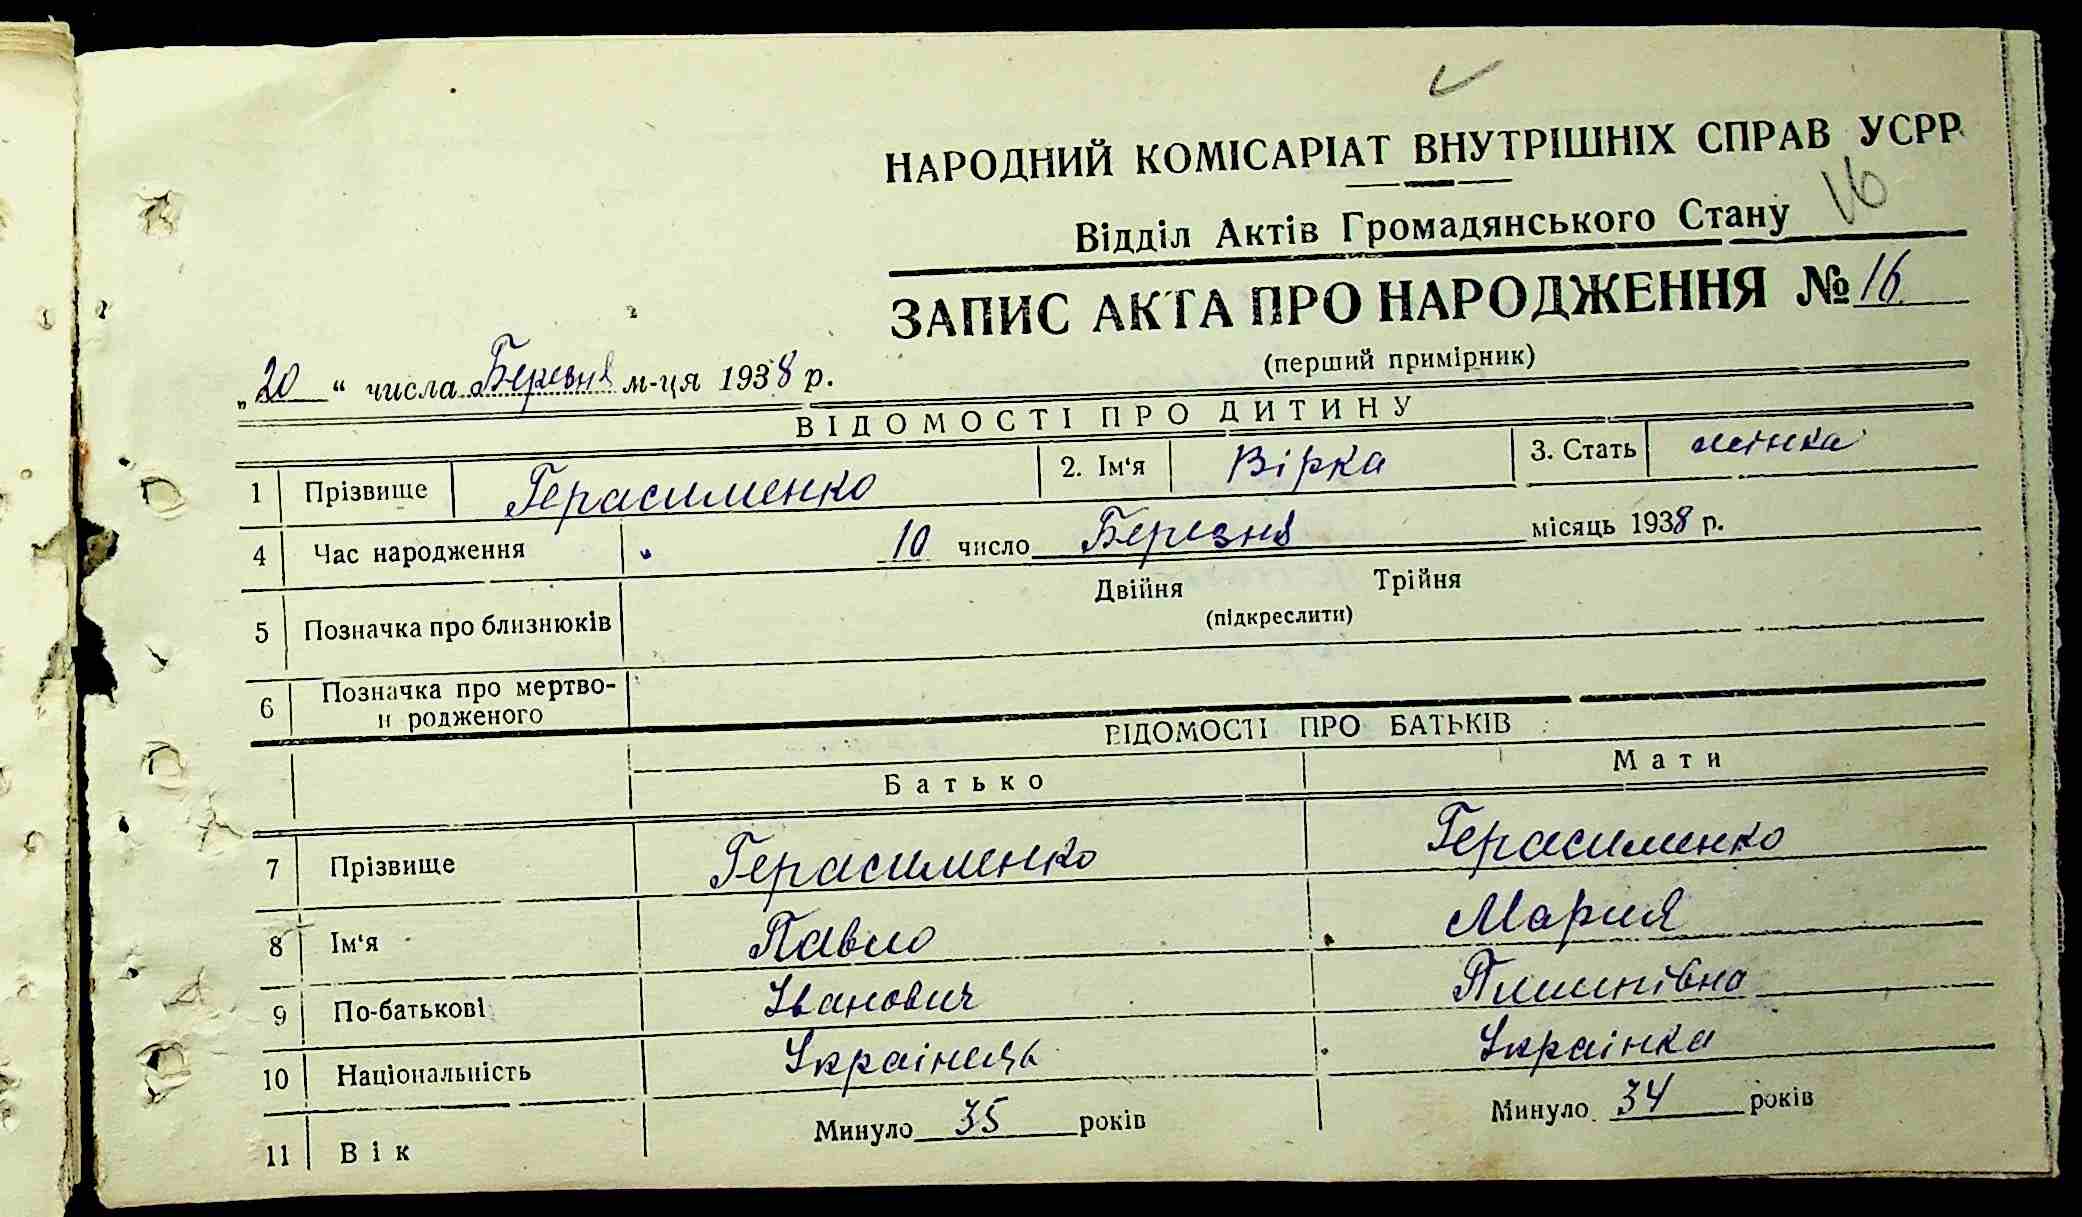 НАРОДНИЙ КОМІСАРІАТ ВНУТРІШНІХ СПРАВ УСРР
16
Відділ Актів Громадянського Стану
ЗАПИС АКТА ПРО НАРОДЖЕННЯ № 16
(перший примірник)
„20“ числа Березня м-ця 1938 р.
ВІДОМОСТІ ПРО ДИТИНУ
1 Прізвище Герасименко 2. Ім'я Вірка 3. Стать жінка
4 Час народження 10 число Березня місяць 1938 р.
5 Позначка про близнюків Двійня Трійня
(підкреслити)
6 Позначка про мертво-
н родженого
ВІДОМОСТІ ПРО БАТЬКІВ
Батько Мати
7 Прізвище Герасименко Герасименко
8 Ім'я Павло Мария
9 По-батькові Іванович
10 Національність Українець Українка
11 Вік Минуло 35 років Минуло 34 років